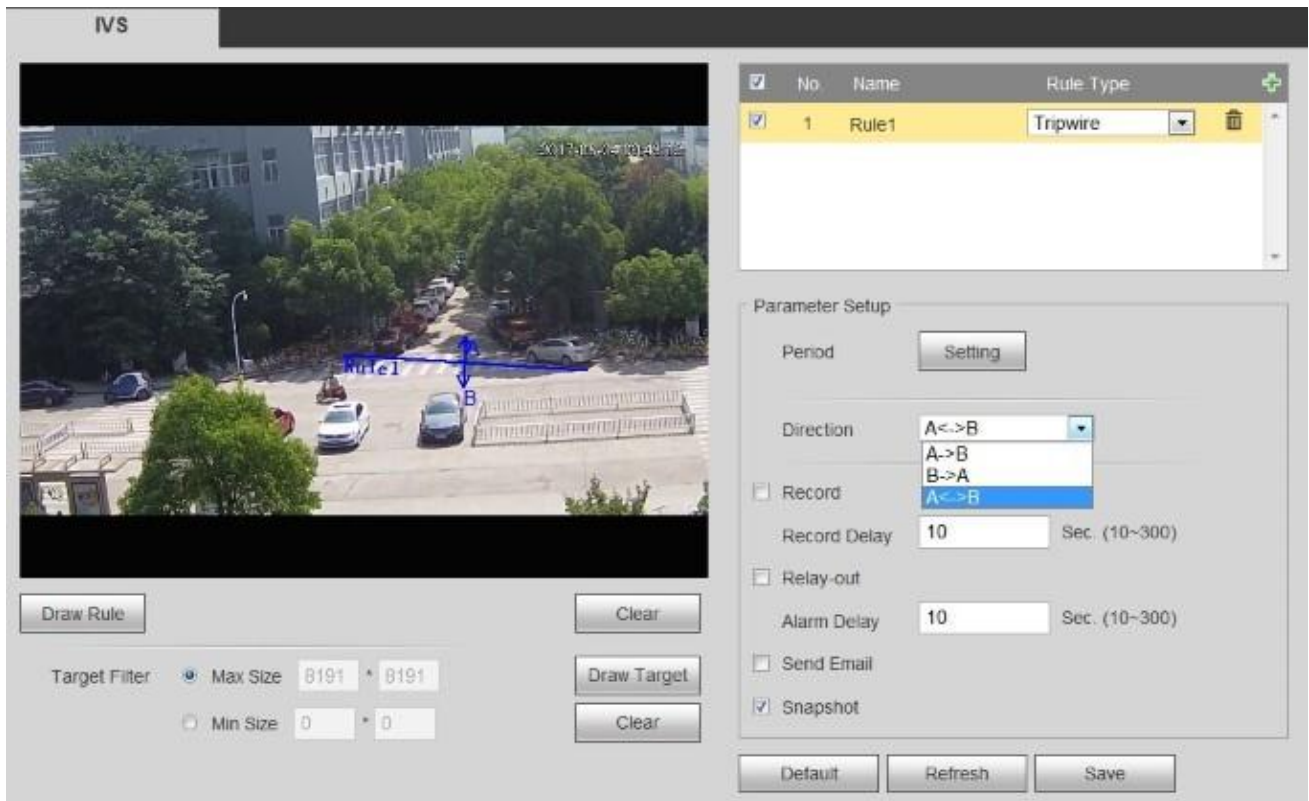 IVS
No. Name Rule Type
1 Rule1 Tripwire
Rule1
A
B
Parameter Setup
Period Setting
Direction A<->B
A->B
B->A
A<->B
Record
Record Delay 10 Sec. (10~300)
Relay-out
Alarm Delay 10 Sec. (10~300)
Send Email
Snapshot
Draw Rule Clear
Target Filter Max Size 8191 * 8191 Draw Target
Min Size 0 * 0 Clear
Default Refresh Save